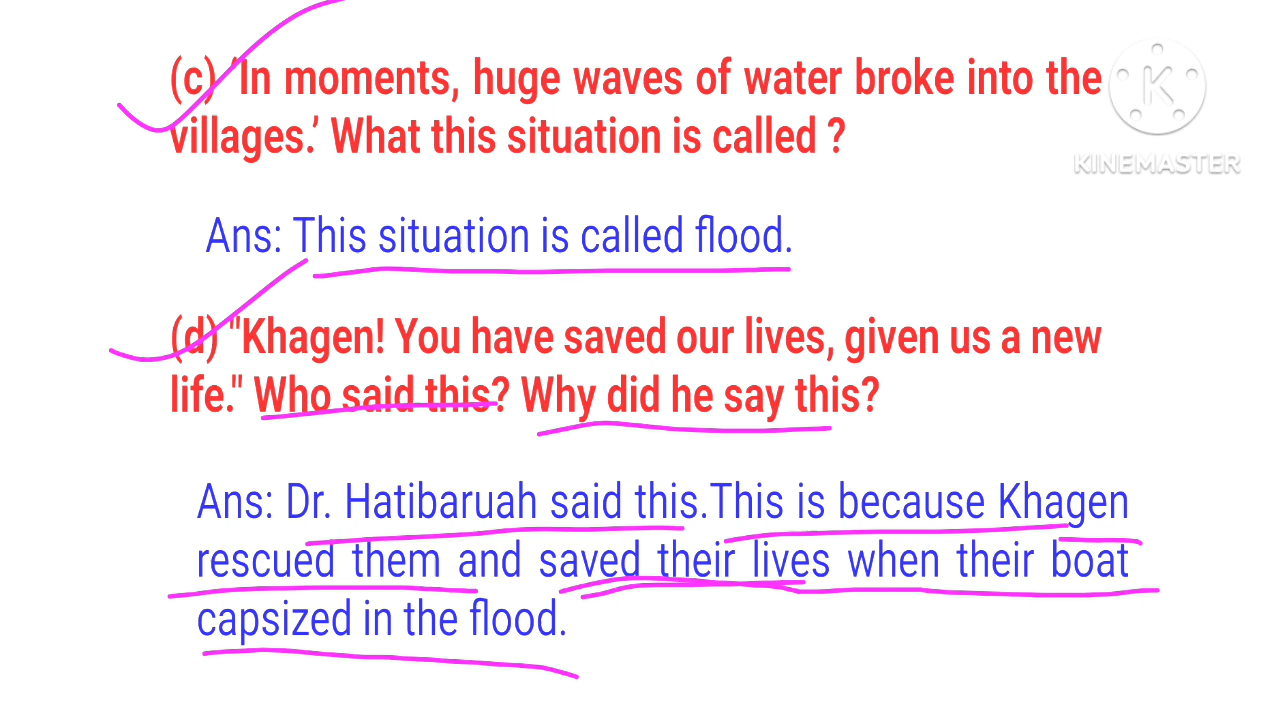 (c) ‘In moments, huge waves of water broke into the
villages.’ What this situation is called ?
KINEMASTER
Ans: This situation is called flood.
(d) "Khagen! You have saved our lives, given us a new
life." Who said this? Why did he say this?
Ans: Dr. Hatibaruah said this.This is because Khagen
rescued them and saved their lives when their boat
capsized in the flood.